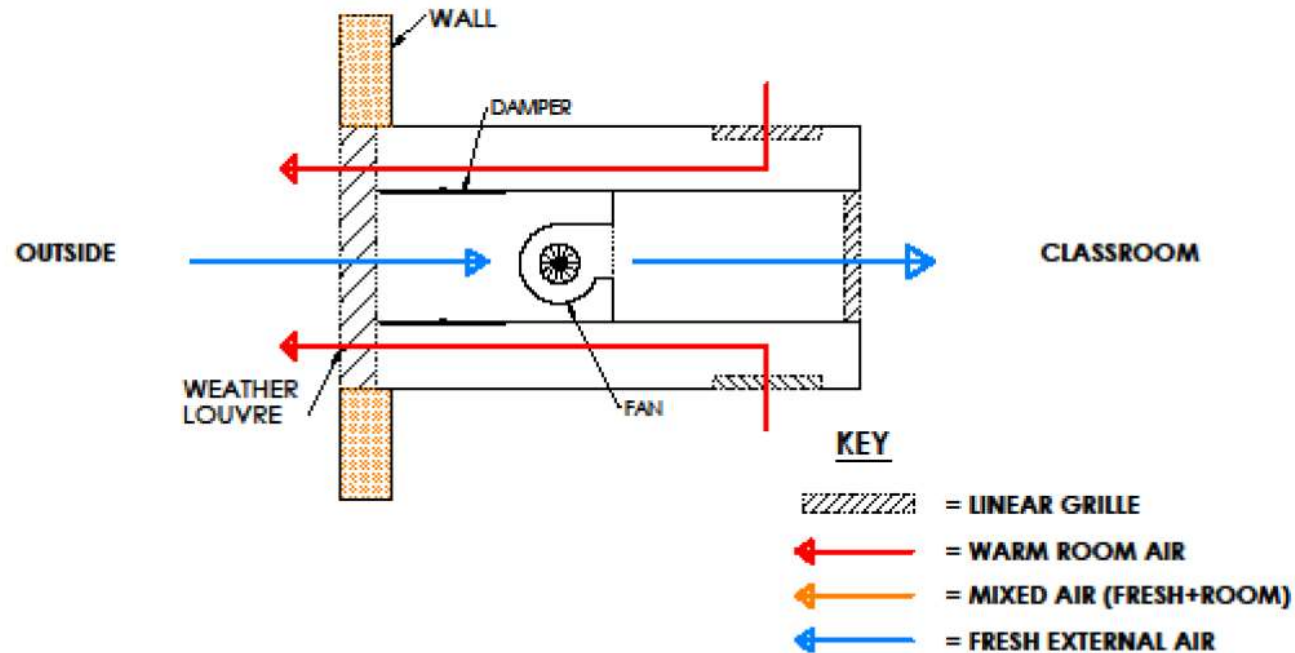 WALL
DAMPER
OUTSIDE
CLASSROOM
WEATHER
LOUVRE
FAN
KEY
= LINEAR GRILLE
= WARM ROOM AIR
= MIXED AIR (FRESH+ROOM)
= FRESH EXTERNAL AIR